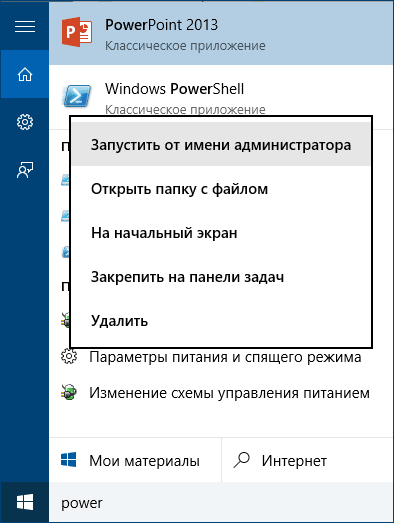 PowerPoint 2013
Классическое приложение
Windows PowerShell
Классическое приложение
П
Запустить от имени администратора
Открыть папку с файлом
На начальный экран
Закрепить на панели задач
П
Удалить
Параметры питания и спящего режима
Изменение схемы управления питанием
Мои материалы
Интернет
power